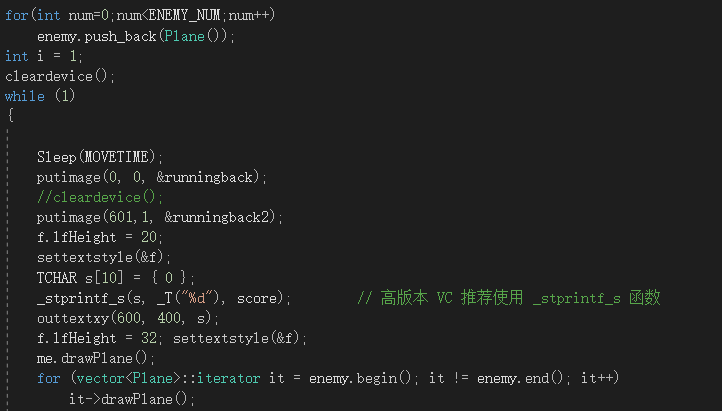 for(int num=0;num<ENEMY_NUM;num++)
enemy.push_back(Plane());
int i = 1;
cleardevice();
while (1)
{
Sleep(MOVETIME);
putimage(0, 0, &runningback);
//cleardevice();
putimage(601,1, &runningback2);
f.lfHeight = 20;
settextstyle(&f);
TCHAR s[10] = { 0 };
_stprintf_s(s, _T("%d"), score); // 高版本 VC 推荐使用 _stprintf_s 函数
outtextxy(600, 400, s);
f.lfHeight = 32; settextstyle(&f);
me.drawPlane();
for (vector<Plane>::iterator it = enemy.begin(); it != enemy.end(); it++)
it->drawPlane();